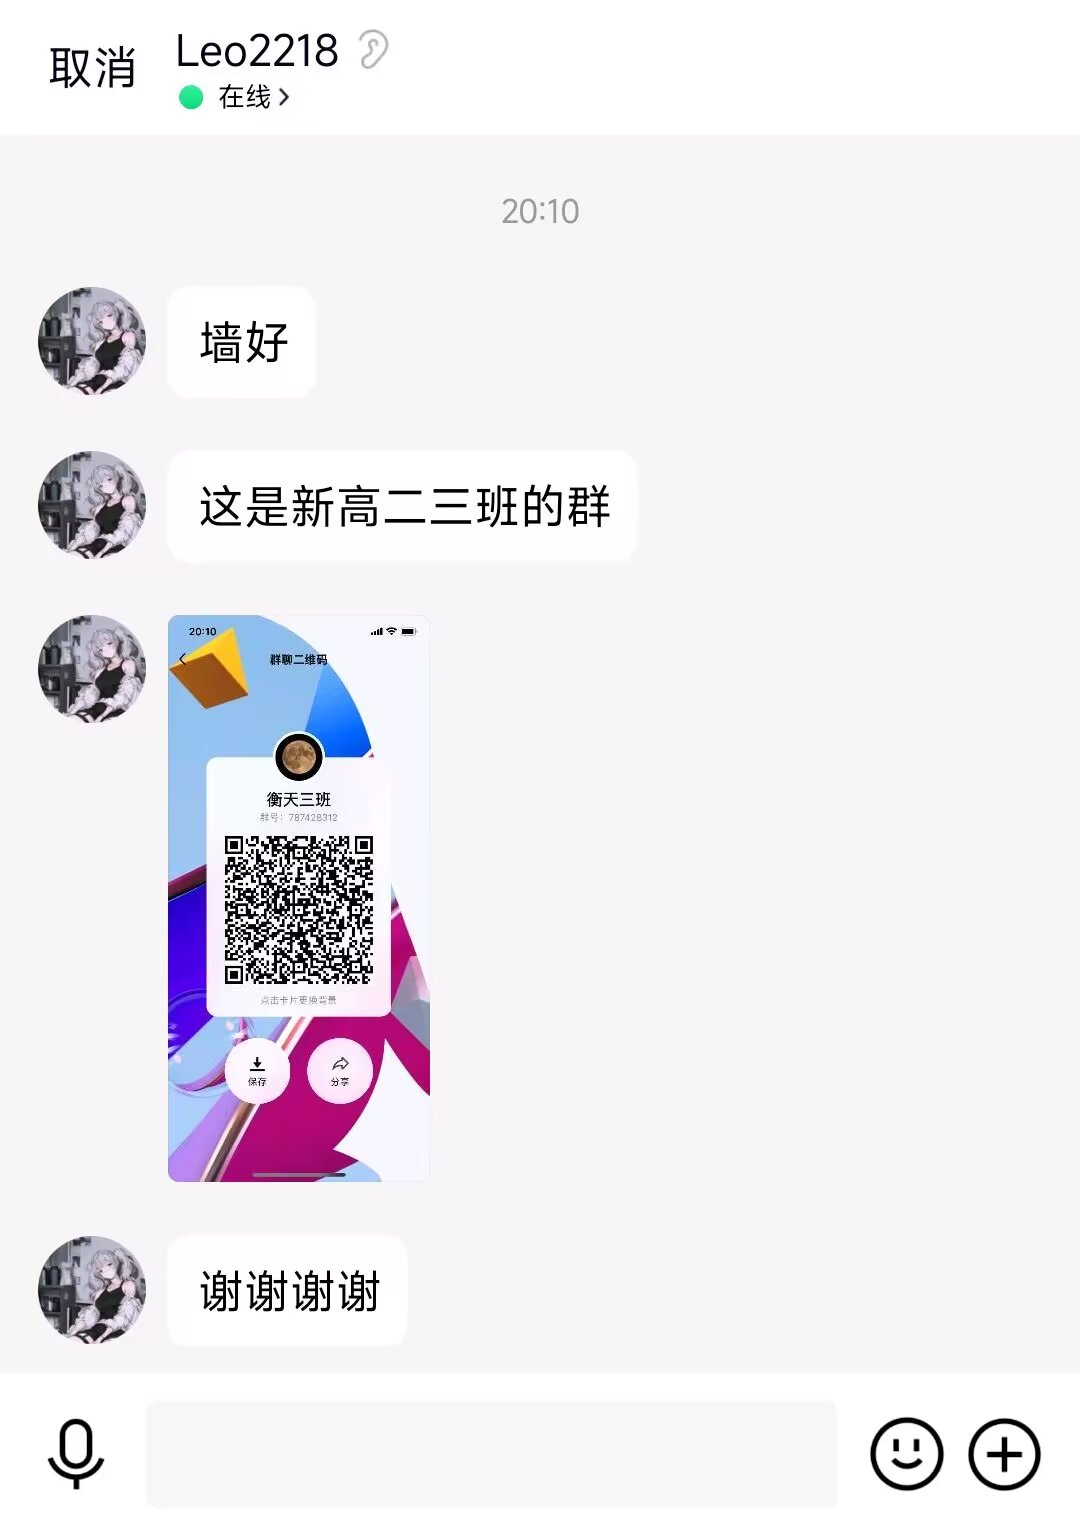 取消
Leo2218
在线
20:10
墙好
这是新高二三班的群
20:10
群聊二维码
衡天三班
群号：787428312
点击卡片更换背景
保存
分享
谢谢谢谢